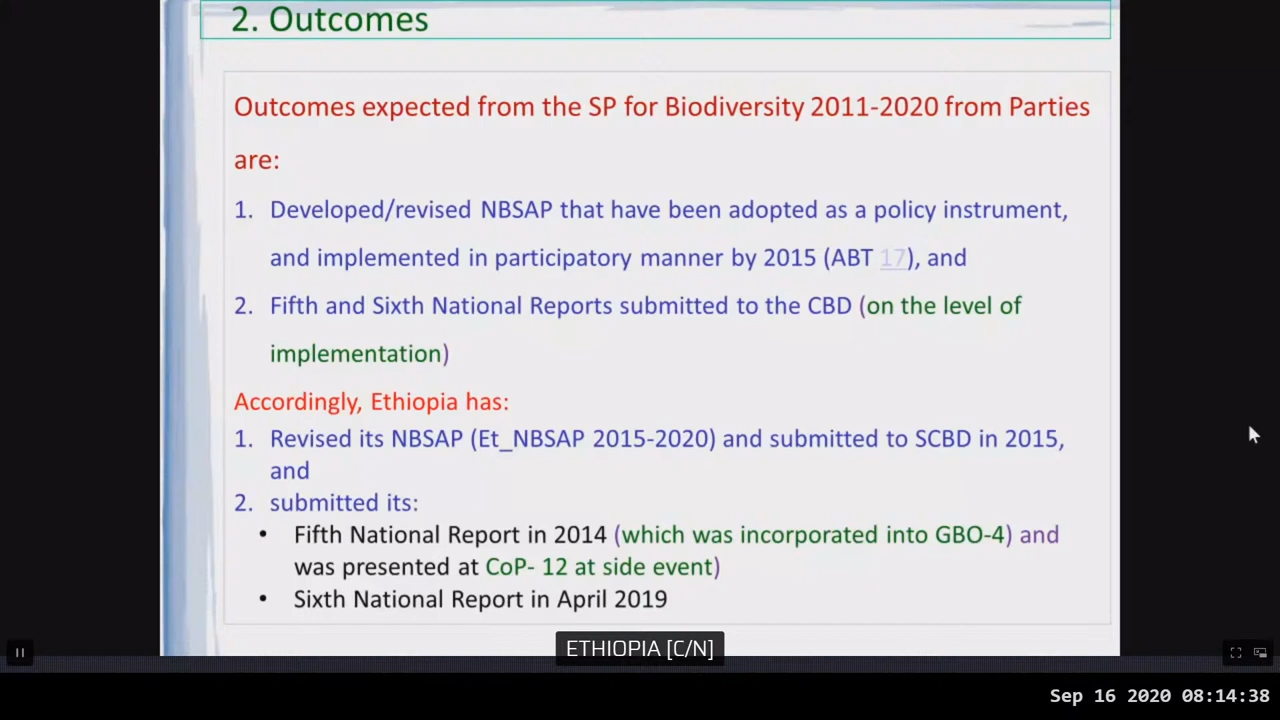 2. Outcomes
Outcomes expected from the SP for Biodiversity 2011-2020 from Parties
are:
1. Developed/revised NBSAP that have been adopted as a policy instrument,
and implemented in participatory manner by 2015 (ABT 17), and
2. Fifth and Sixth National Reports submitted to the CBD (on the level of
implementation)
Accordingly, Ethiopia has:
1. Revised its NBSAP (Et_NBSAP 2015-2020) and submitted to SCBD in 2015,
and
2. submitted its:
• Fifth National Report in 2014 (which was incorporated into GBO-4) and
was presented at CoP- 12 at side event)
• Sixth National Report in April 2019
ETHIOPIA [C/N]
Sep 16 2020 08:14:38